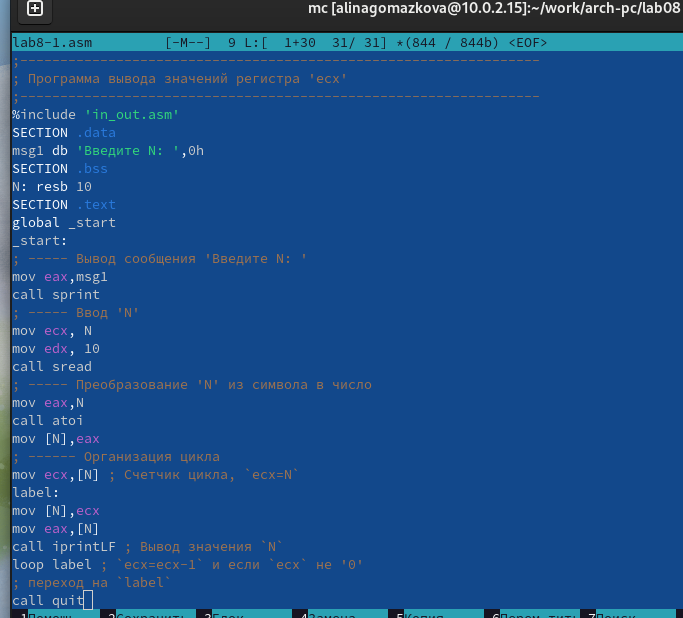 mc [alinagomazkova@10.0.2.15]:~/work/arch-pc/lab08
lab8-1.asm [-M--] 9 L:[ 1+30 31/ 31] *(844 / 844b) <EOF>
;-----------------------------------------------------------------
; Программа вывода значений регистра 'ecx'
;-----------------------------------------------------------------
%include 'in_out.asm'
SECTION .data
msg1 db 'Введите N: ',0h
SECTION .bss
N: resb 10
SECTION .text
global _start
_start:
; ----- Вывод сообщения 'Введите N: '
mov eax,msg1
call sprint
; ----- Ввод 'N'
mov ecx, N
mov edx, 10
call sread
; ----- Преобразование 'N' из символа в число
mov eax,N
call atoi
mov [N],eax
; ------ Организация цикла
mov ecx,[N] ; Счетчик цикла, `ecx=N`
label:
mov [N],ecx
mov eax,[N]
call iprintLF ; Вывод значения `N`
loop label ; `ecx=ecx-1` и если `ecx` не '0'
; переход на `label`
call quit
1Помощь 2Сохранить 3Блок 4Замена 5Копия 6Перем~тить 7Поиск